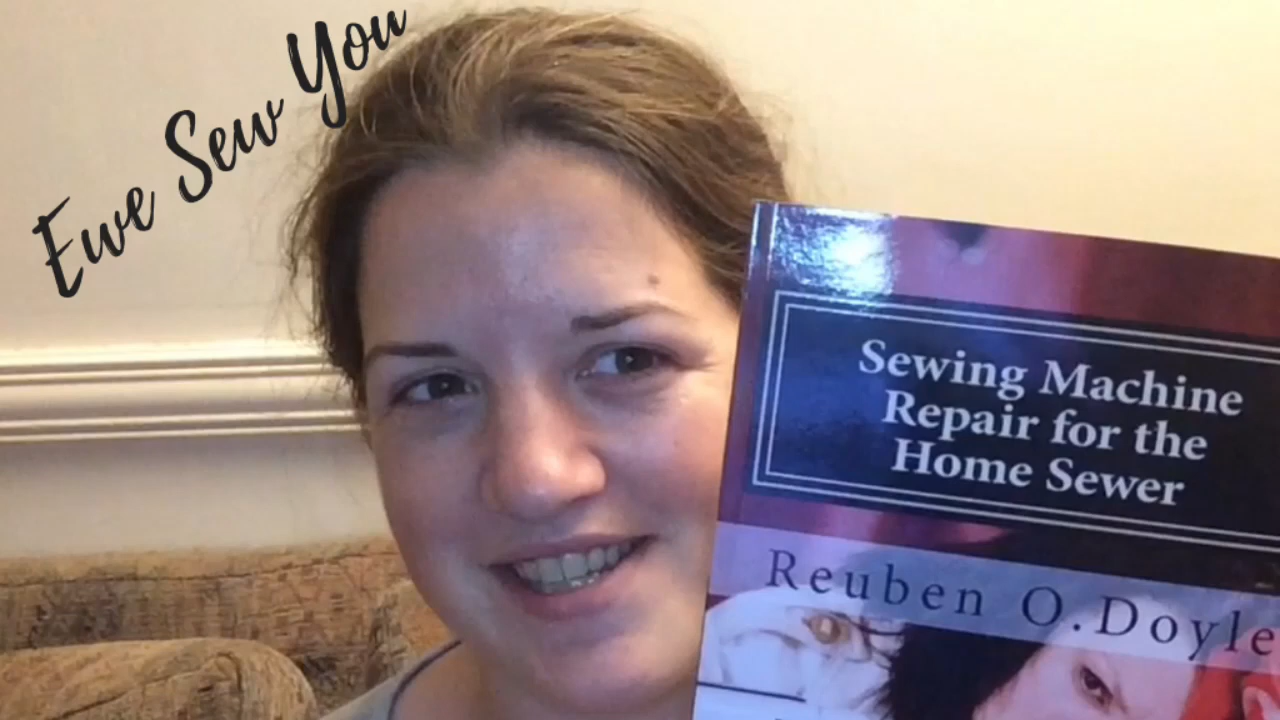 Ewe Sew You
Sewing Machine
Repair for the
Home Sewer
Reuben O. Doyle